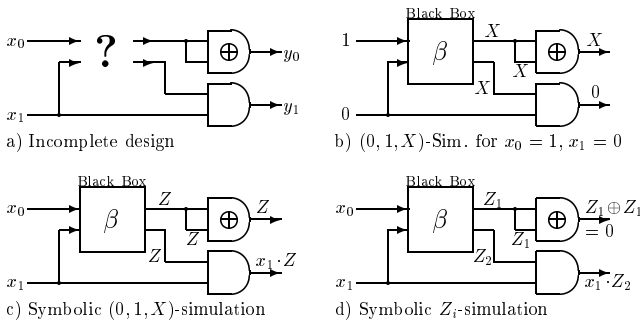 x₀
?
⊕
y₀
y₁
x₁
a) Incomplete design
Black Box
1
β
X
X
X
⊕
X
0
0
b) (0, 1, X)-Sim. for x₀ = 1, x₁ = 0
Black Box
x₀
β
Z
Z
Z
⊕
Z
x₁·Z
x₁
c) Symbolic (0, 1, X)-simulation
Black Box
x₀
β
Z₁
Z₁
Z₂
⊕
Z₁⊕Z₁
= 0
x₁·Z₂
x₁
d) Symbolic Zᵢ-simulation